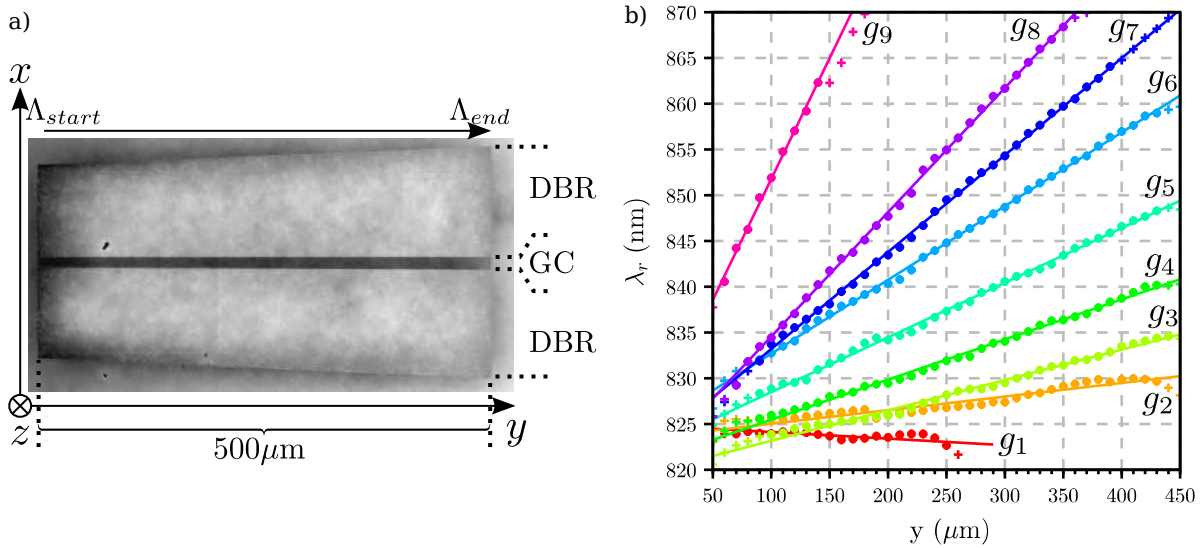 a)
x
Λstart Λend
DBR
GC
DBR
z y
500μm
b)
870
865
860
855
850
845
840
835
830
825
820
λr (nm)
g9 g8 g7
g6
g5
g4
g3
g2
g1
50 100 150 200 250 300 350 400 450
y (μm)